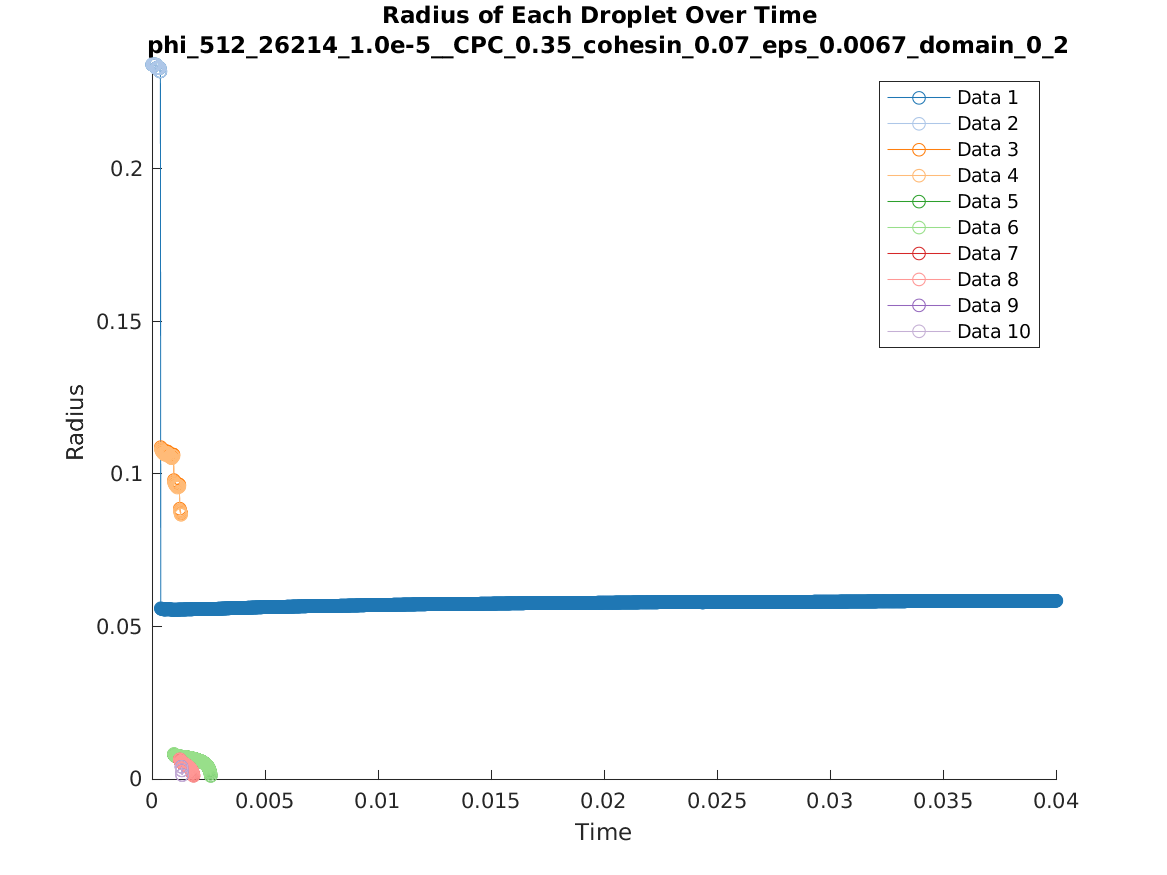 Radius of Each Droplet Over Time
phi_512_26214_1.0e-5__CPC_0.35_cohesin_0.07_eps_0.0067_domain_0_2
Data 1
Data 2
Data 3
Data 4
Data 5
Data 6
Data 7
Data 8
Data 9
Data 10
0.2
0.15
0.1
0.05
0
Radius
0
0.005
0.01
0.015
0.02
0.025
0.03
0.035
0.04
Time